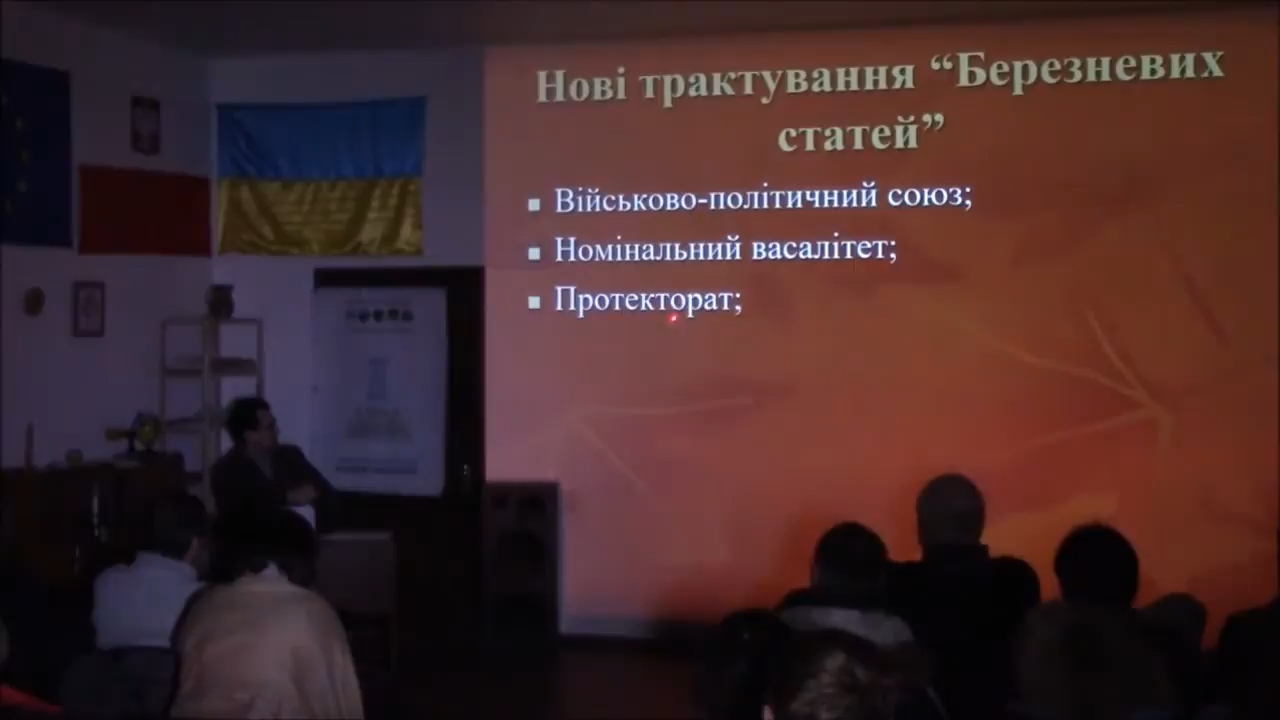 Нові трактування “Березневих
статей”
Військово-політичний союз;
Номінальний васалітет;
Протекторат;